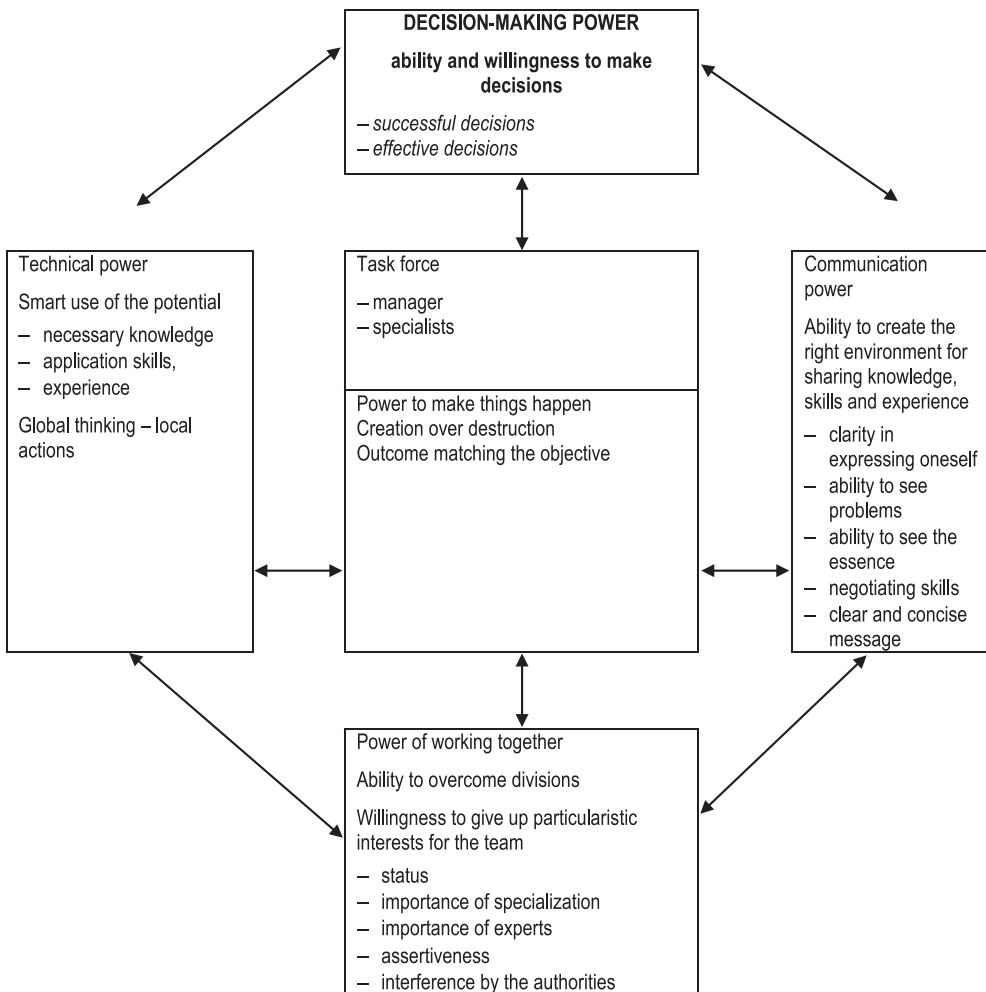 DECISION-MAKING POWER
ability and willingness to make
decisions
– successful decisions
– effective decisions
Technical power
Smart use of the potential
– necessary knowledge
– application skills,
– experience
Global thinking – local
actions
Task force
– manager
– specialists
Power to make things happen
Creation over destruction
Outcome matching the objective
Communication
power
Ability to create the
right environment for
sharing knowledge,
skills and experience
– clarity in
expressing oneself
– ability to see
problems
– ability to see the
essence
– negotiating skills
– clear and concise
message
Power of working together
Ability to overcome divisions
Willingness to give up particularistic
interests for the team
– status
– importance of specialization
– importance of experts
– assertiveness
– interference by the authorities